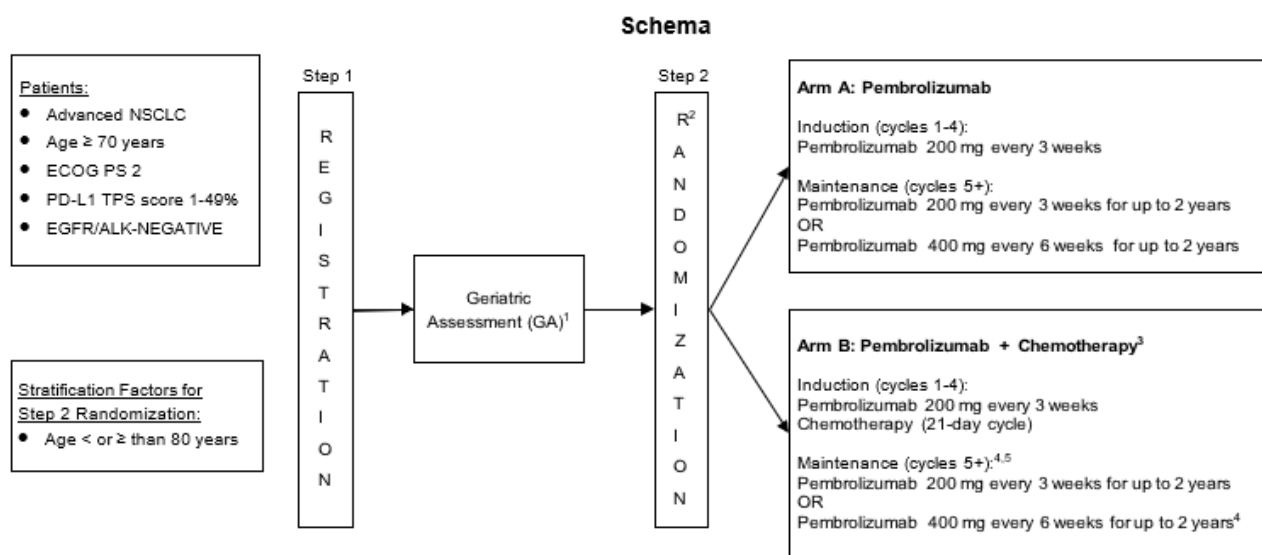 Schema
Patients:
● Advanced NSCLC
● Age ≥ 70 years
● ECOG PS 2
● PD-L1 TPS score 1-49%
● EGFR/ALK-NEGATIVE
Stratification Factors for
Step 2 Randomization:
● Age < or ≥ than 80 years
Step 1
R
E
G
I
S
T
R
A
T
I
O
N
Geriatric
Assessment (GA)¹
Step 2
R²
A
N
D
O
M
I
Z
A
T
I
O
N
Arm A: Pembrolizumab
Induction (cycles 1-4):
Pembrolizumab 200 mg every 3 weeks
Maintenance (cycles 5+):
Pembrolizumab 200 mg every 3 weeks for up to 2 years
OR
Pembrolizumab 400 mg every 6 weeks for up to 2 years
Arm B: Pembrolizumab + Chemotherapy³
Induction (cycles 1-4):
Pembrolizumab 200 mg every 3 weeks
Chemotherapy (21-day cycle)
Maintenance (cycles 5+):⁴,⁵
Pembrolizumab 200 mg every 3 weeks for up to 2 years
OR
Pembrolizumab 400 mg every 6 weeks for up to 2 years⁴